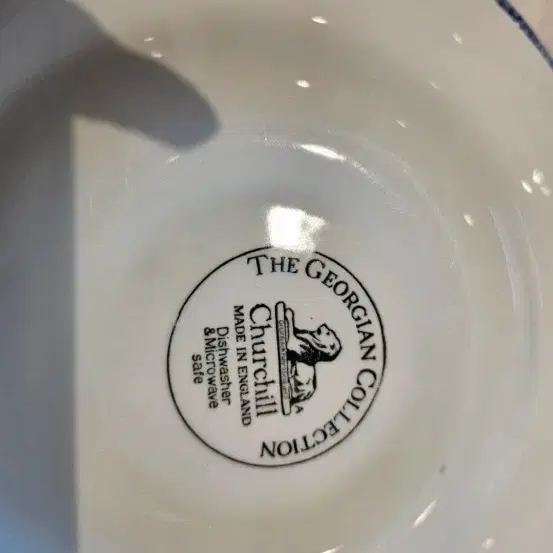 THE GEORGIAN COLLECTION
Churchill
MADE IN ENGLAND
Dishwasher
&Microwave
safe